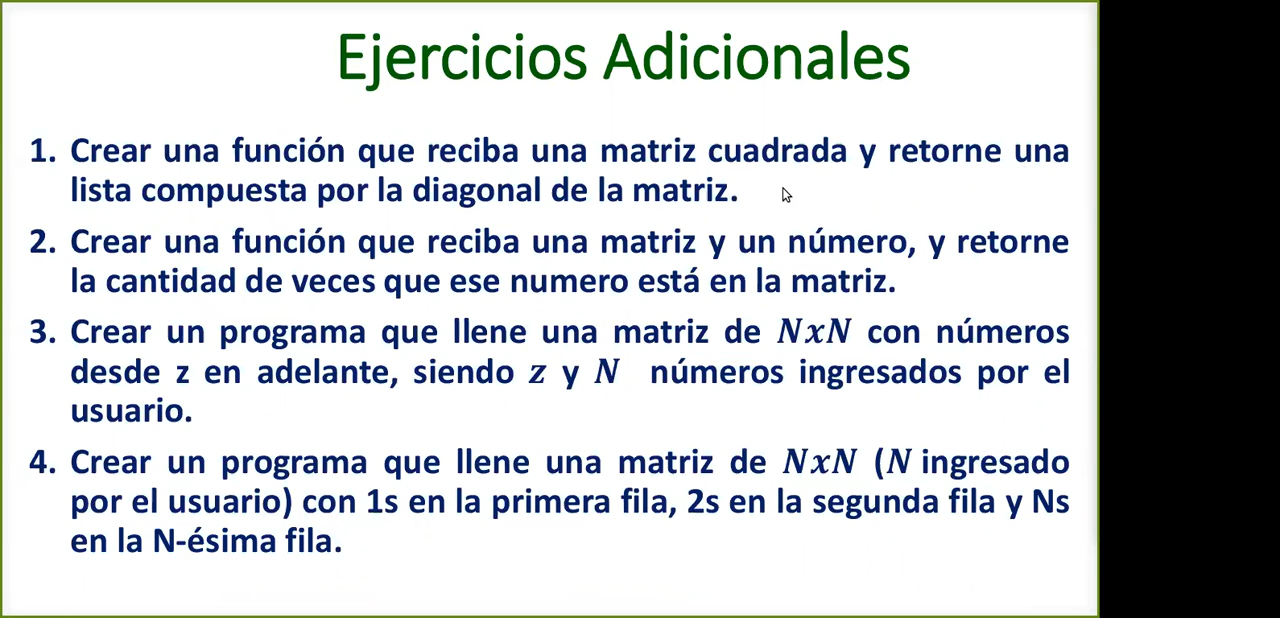 Ejercicios Adicionales
1. Crear una función que reciba una matriz cuadrada y retorne una
lista compuesta por la diagonal de la matriz.
2. Crear una función que reciba una matriz y un número, y retorne
la cantidad de veces que ese numero está en la matriz.
3. Crear un programa que llene una matriz de NxN con números
desde z en adelante, siendo z y N números ingresados por el
usuario.
4. Crear un programa que llene una matriz de NxN (N ingresado
por el usuario) con 1s en la primera fila, 2s en la segunda fila y Ns
en la N-ésima fila.